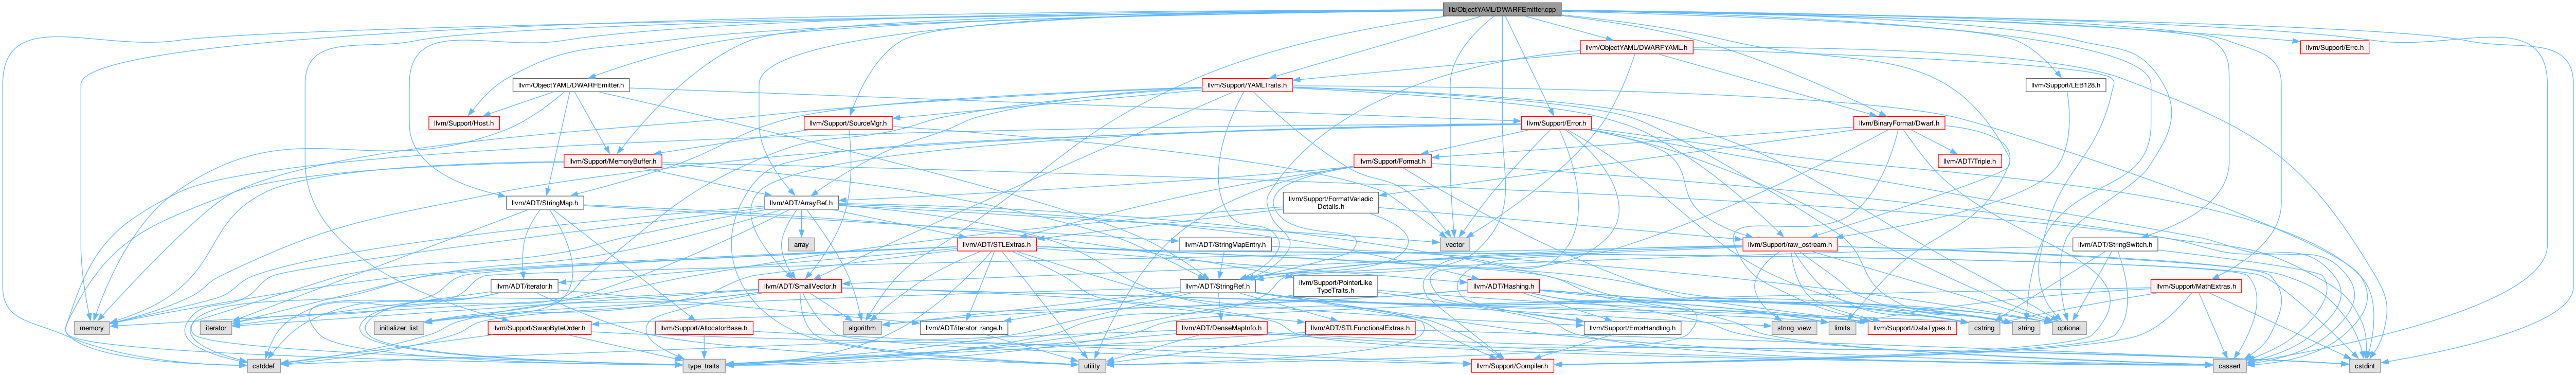 lib/ObjectYAML/DWARFEmitter.cpp
llvm/ObjectYAML/DWARFYAML.h
llvm/Support/Errc.h
llvm/ObjectYAML/DWARFEmitter.h
llvm/Support/YAMLTraits.h
llvm/Support/LEB128.h
llvm/Support/Host.h
llvm/Support/SourceMgr.h
llvm/Support/Error.h
llvm/BinaryFormat/Dwarf.h
llvm/Support/MemoryBuffer.h
llvm/Support/Format.h
llvm/ADT/Triple.h
llvm/ADT/StringMap.h
llvm/ADT/ArrayRef.h
llvm/Support/FormatVariadic
Details.h
array
llvm/ADT/STLExtras.h
llvm/ADT/StringMapEntry.h
vector
llvm/Support/raw_ostream.h
llvm/ADT/StringSwitch.h
llvm/ADT/iterator.h
llvm/ADT/SmallVector.h
llvm/ADT/StringRef.h
llvm/Support/PointerLike
TypeTraits.h
llvm/ADT/Hashing.h
llvm/Support/MathExtras.h
memory
iterator
initializer_list
llvm/Support/SwapByteOrder.h
llvm/Support/AllocatorBase.h
algorithm
llvm/ADT/iterator_range.h
llvm/ADT/DenseMapInfo.h
llvm/ADT/STLFunctionalExtras.h
llvm/Support/ErrorHandling.h
string_view
limits
llvm/Support/DataTypes.h
cstring
string
optional
cstddef
type_traits
utility
llvm/Support/Compiler.h
cassert
cstdint